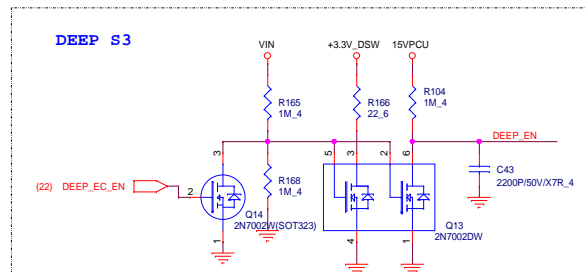 DEEP S3
VIN
+3.3V_DSW
15VPCU
R165
1M_4
R166
22_6
R104
1M_4
DEEP_EN
3
5
3
2
6
(22) DEEP_EC_EN
2
R168
1M_4
C43
2200P/50V/X7R_4
Q14
2N7002W(SOT323)
Q13
2N7002DW
1
4
1